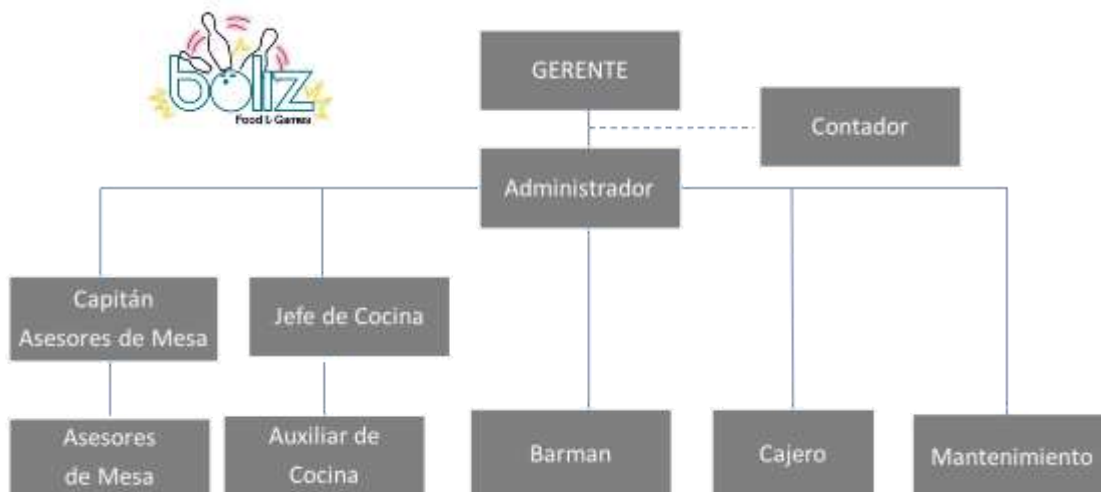 boliz
Food & Games
GERENTE
Contador
Administrador
Capitán
Asesores de Mesa
Jefe de Cocina
Asesores
de Mesa
Auxiliar de
Cocina
Barman
Cajero
Mantenimiento